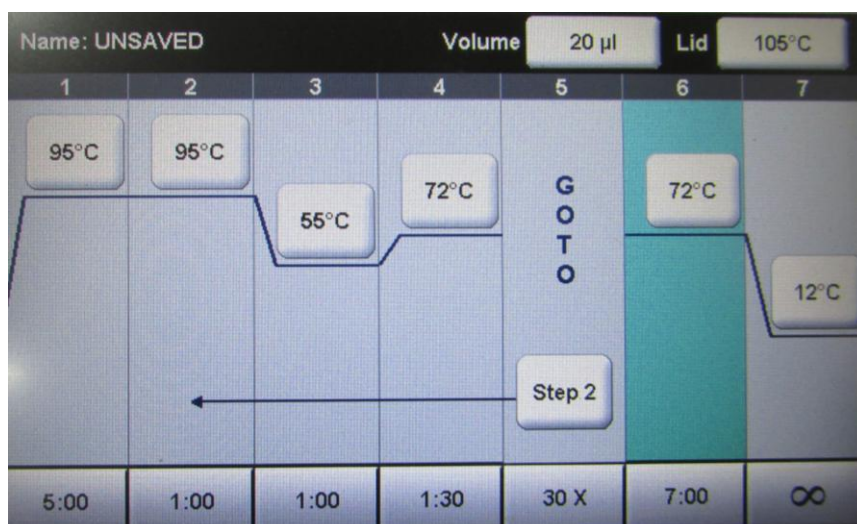 Name: UNSAVED Volume 20 µl Lid 105°C
1 2 3 4 5 6 7
95°C 95°C 55°C 72°C GOTO 72°C 12°C
Step 2
5:00 1:00 1:00 1:30 30 X 7:00 ∞